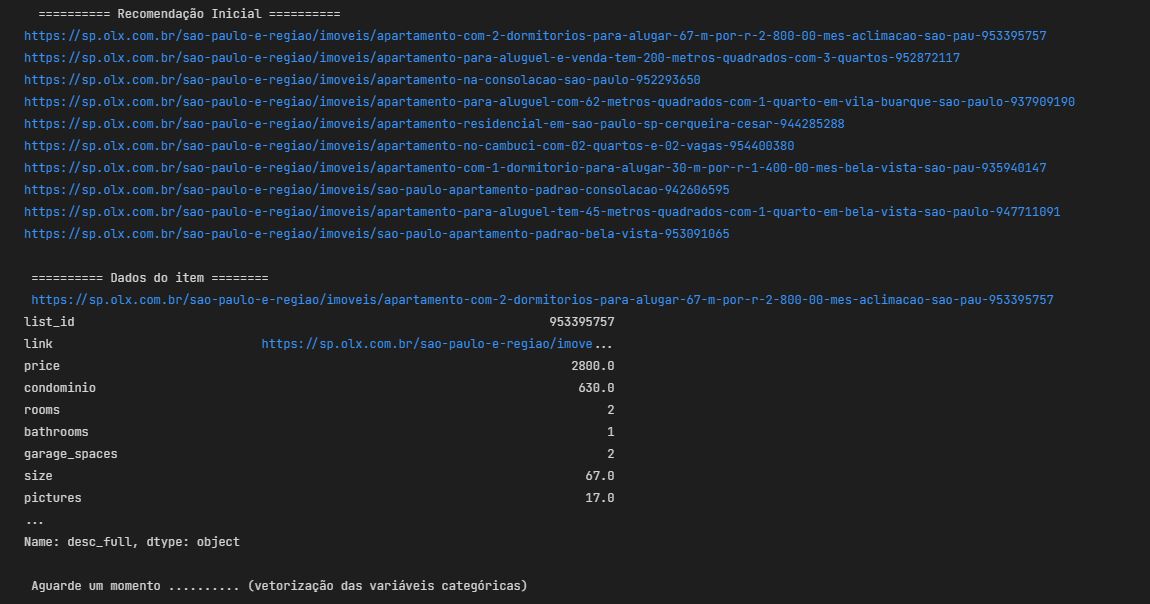 ========== Recomendação Inicial ==========
https://sp.olx.com.br/sao-paulo-e-regiao/imoveis/apartamento-com-2-dormitorios-para-alugar-67-m-por-r-2-800-00-mes-aclimacao-sao-pau-953395757
https://sp.olx.com.br/sao-paulo-e-regiao/imoveis/apartamento-para-aluguel-e-venda-tem-200-metros-quadrados-com-3-quartos-952872117
https://sp.olx.com.br/sao-paulo-e-regiao/imoveis/apartamento-na-consolacao-sao-paulo-952293650
https://sp.olx.com.br/sao-paulo-e-regiao/imoveis/apartamento-para-aluguel-com-62-metros-quadrados-com-1-quarto-em-vila-buarque-sao-paulo-937909190
https://sp.olx.com.br/sao-paulo-e-regiao/imoveis/apartamento-residencial-em-sao-paulo-sp-cerqueira-cesar-944285288
https://sp.olx.com.br/sao-paulo-e-regiao/imoveis/apartamento-no-cambuci-com-02-quartos-e-02-vagas-954400380
https://sp.olx.com.br/sao-paulo-e-regiao/imoveis/apartamento-com-1-dormitorio-para-alugar-30-m-por-r-1-400-00-mes-bela-vista-sao-pau-935940147
https://sp.olx.com.br/sao-paulo-e-regiao/imoveis/sao-paulo-apartamento-padrao-consolacao-942606595
https://sp.olx.com.br/sao-paulo-e-regiao/imoveis/apartamento-para-aluguel-tem-45-metros-quadrados-com-1-quarto-em-bela-vista-sao-paulo-947711091
https://sp.olx.com.br/sao-paulo-e-regiao/imoveis/sao-paulo-apartamento-padrao-bela-vista-953091065
========== Dados do item ========
https://sp.olx.com.br/sao-paulo-e-regiao/imoveis/apartamento-com-2-dormitorios-para-alugar-67-m-por-r-2-800-00-mes-aclimacao-sao-pau-953395757
list_id 953395757
link https://sp.olx.com.br/sao-paulo-e-regiao/imove...
price 2800.0
condominio 630.0
rooms 2
bathrooms 1
garage_spaces 2
size 67.0
pictures 17.0
...
Name: desc_full, dtype: object
Aguarde um momento .......... (vetorização das variáveis categóricas)